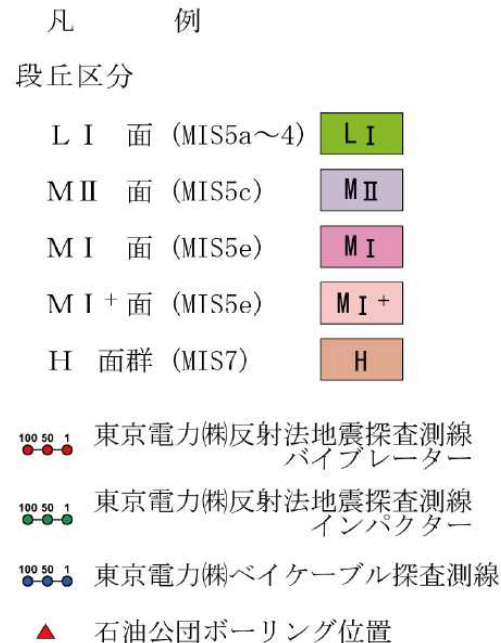 凡 例
段丘区分
LⅠ 面 (MIS5a～4) LⅠ
MⅡ 面 (MIS5c) MⅡ
MⅠ 面 (MIS5e) MⅠ
MⅠ+面 (MIS5e) MⅠ+
H 面群 (MIS7) H
100 50 1 東京電力㈱反射法地震探査測線
バイブレーター
100 50 1 東京電力㈱反射法地震探査測線
インパクター
100 50 1 東京電力㈱ベイケーブル探査測線
石油公団ボーリング位置